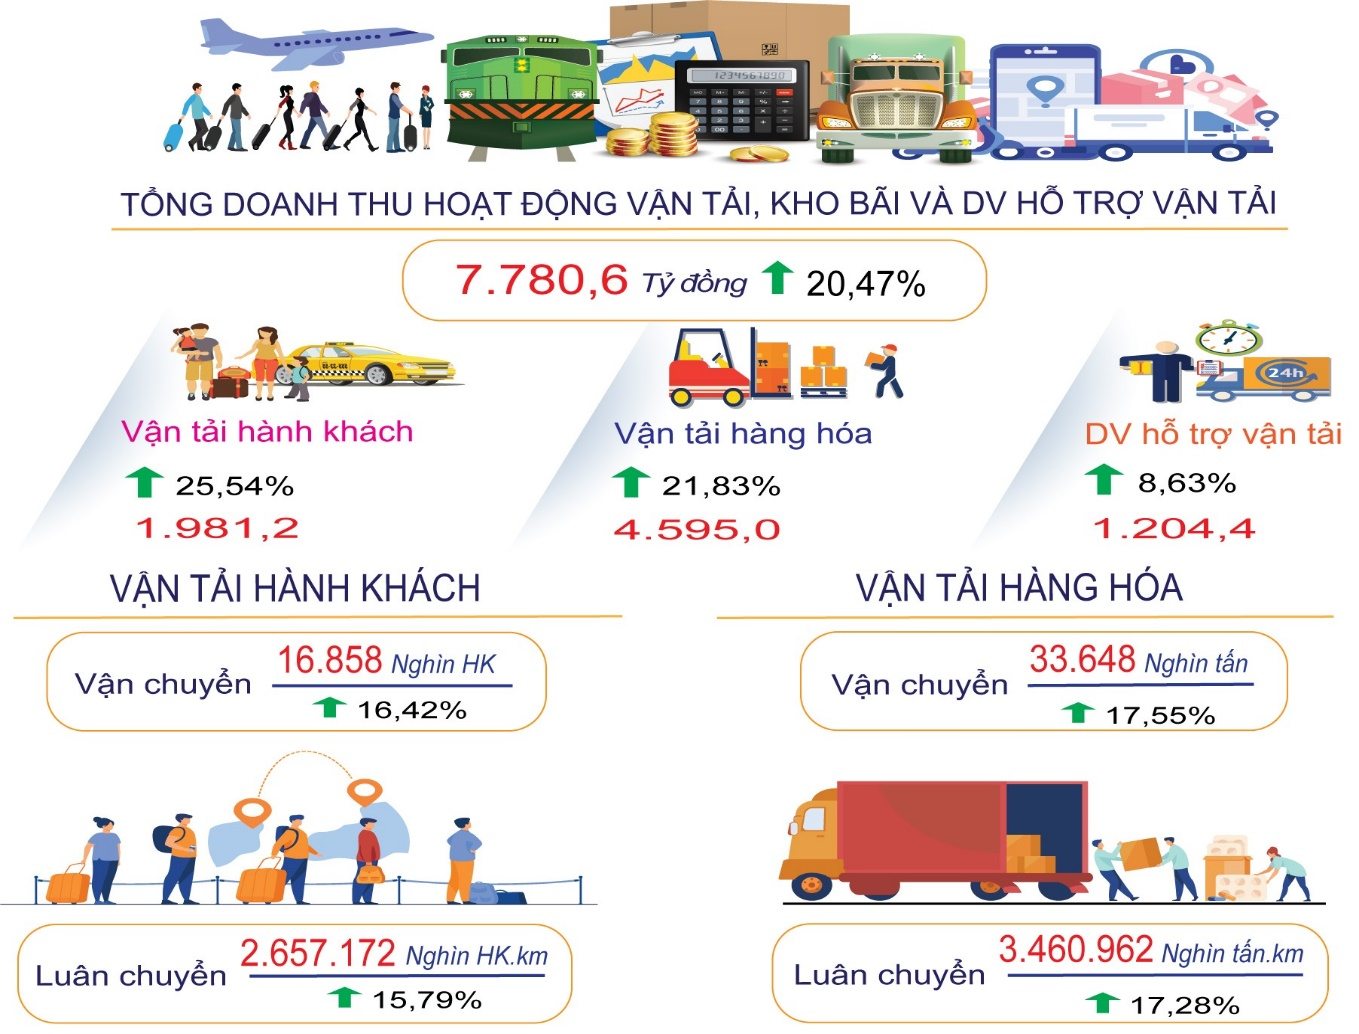 1234567890
TỔNG DOANH THU HOẠT ĐỘNG VẬN TẢI, KHO BÃI VÀ DV HỖ TRỢ VẬN TẢI
7.780,6 Tỷ đồng 20,47%
24h
Vận tải hành khách
25,54%
1.981,2
Vận tải hàng hóa
21,83%
4.595,0
DV hỗ trợ vận tải
8,63%
1.204,4
VẬN TẢI HÀNH KHÁCH
Vận chuyển 16.858 Nghìn HK
16,42%
Luân chuyển 2.657.172 Nghìn HK.km
15,79%
VẬN TẢI HÀNG HÓA
Vận chuyển 33.648 Nghìn tấn
17,55%
Luân chuyển 3.460.962 Nghìn tấn.km
17,28%